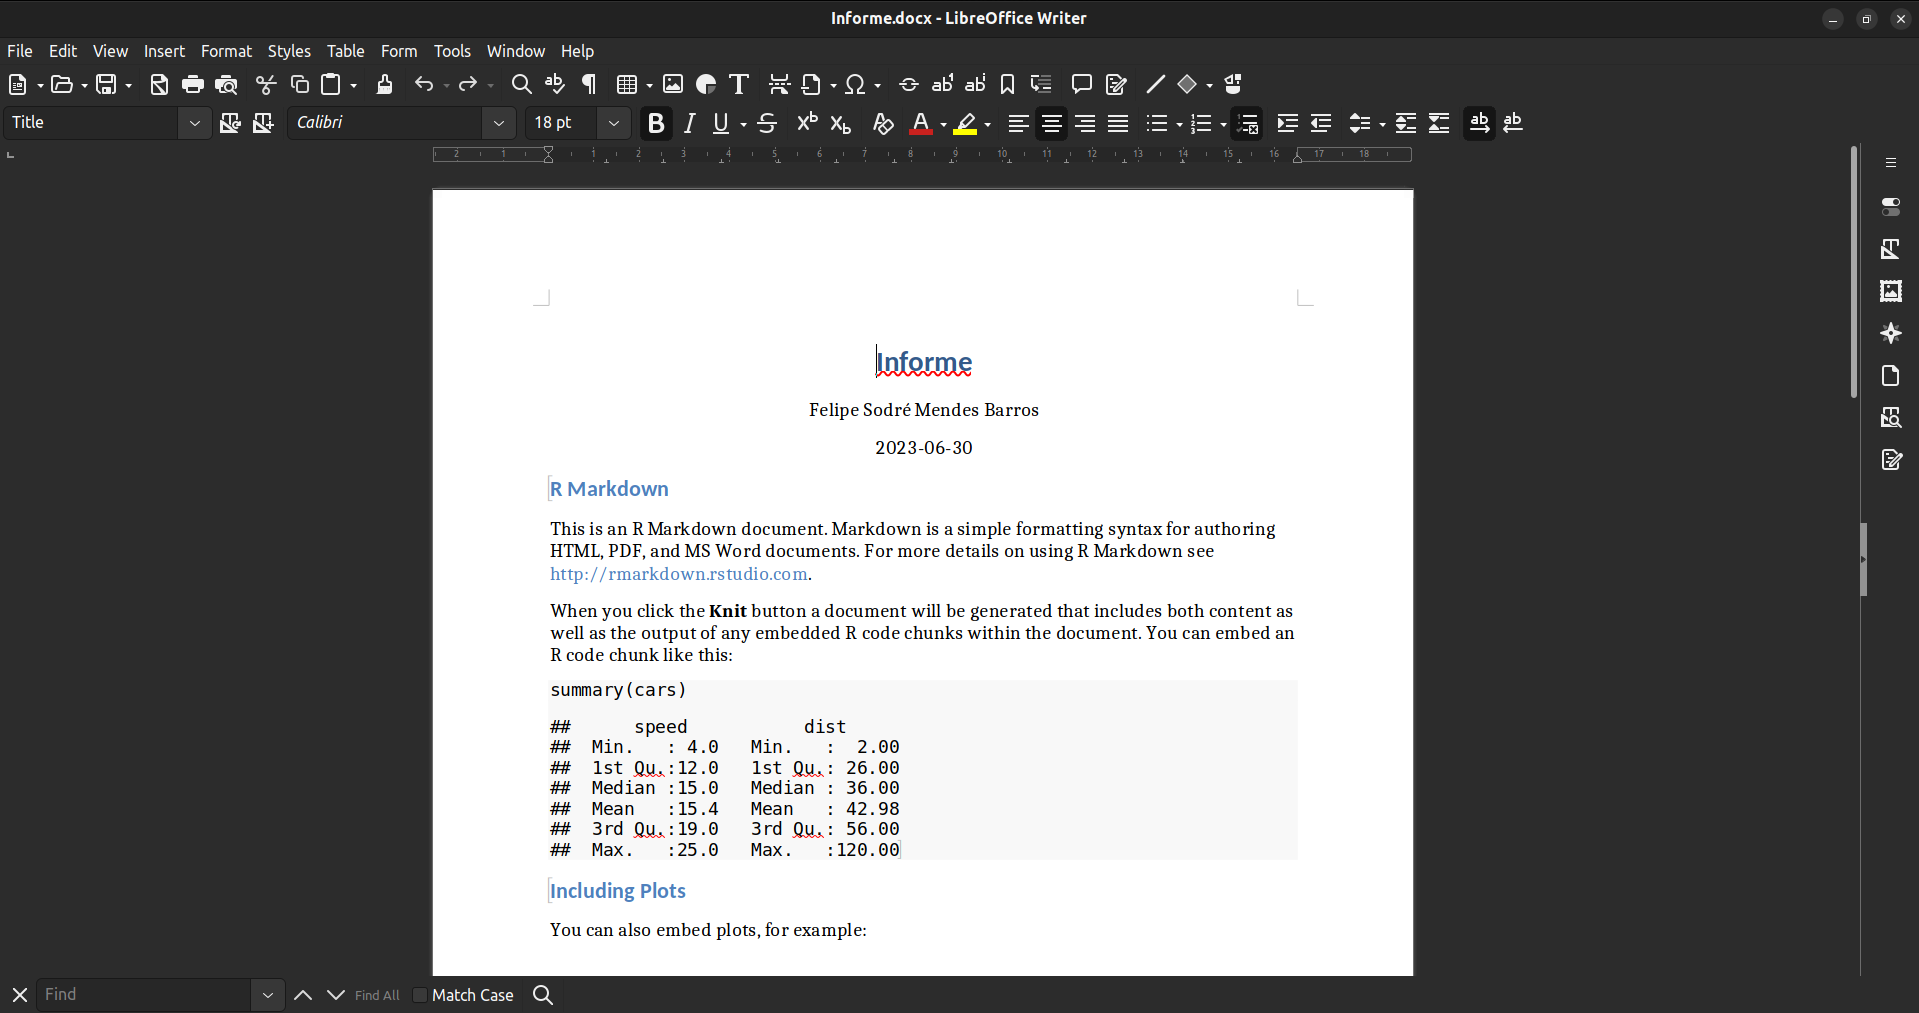 Informe.docx - LibreOffice Writer
File Edit View Insert Format Styles Table Form Tools Window Help
Title Calibri 18 pt
2 1 1 2 3 4 5 6 7 8 9 10 11 12 13 14 15 16 17 18
Informe
Felipe Sodré Mendes Barros
2023-06-30
R Markdown
This is an R Markdown document. Markdown is a simple formatting syntax for authoring
HTML, PDF, and MS Word documents. For more details on using R Markdown see
http://rmarkdown.rstudio.com.
When you click the Knit button a document will be generated that includes both content as
well as the output of any embedded R code chunks within the document. You can embed an
R code chunk like this:
summary(cars)
##      speed           dist
##  Min.   : 4.0   Min.   :  2.00
##  1st Qu.:12.0   1st Qu.: 26.00
##  Median :15.0   Median : 36.00
##  Mean   :15.4   Mean   : 42.98
##  3rd Qu.:19.0   3rd Qu.: 56.00
##  Max.   :25.0   Max.   :120.00
Including Plots
You can also embed plots, for example:
Find Find All Match Case